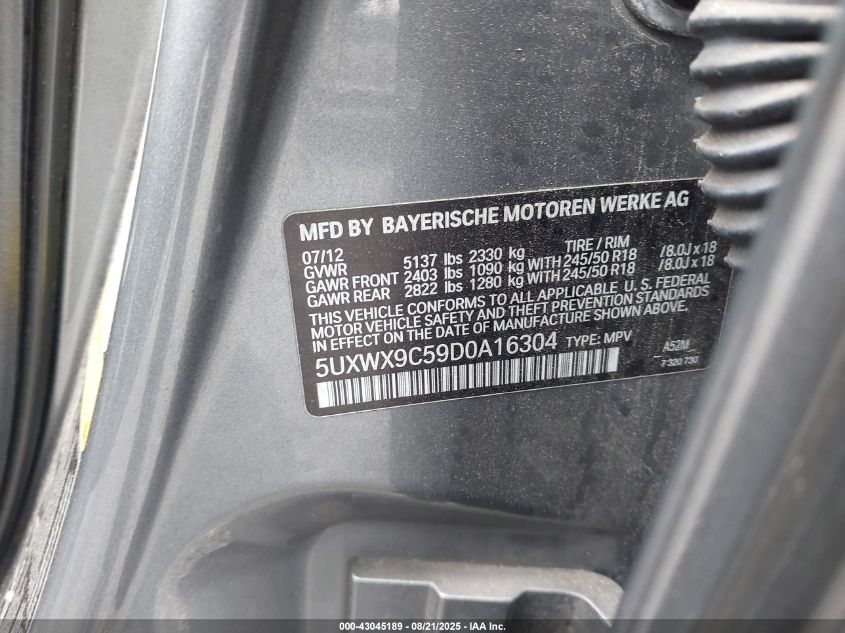 MFD BY BAYERISCHE MOTOREN WERKE AG
07/12 TIRE / RIM
GVWR 5137 lbs 2330 kg
GAWR FRONT 2403 lbs 1090 kg WITH 245/50 R18 /8.0J x 18
GAWR REAR 2822 lbs 1280 kg WITH 245/50 R18 /8.0J x 18
THIS VEHICLE CONFORMS TO ALL APPLICABLE U. S. FEDERAL
MOTOR VEHICLE SAFETY AND THEFT PREVENTION STANDARDS
IN EFFECT ON THE DATE OF MANUFACTURE SHOWN ABOVE.
5UXWX9C59D0A16304 TYPE: MPV A52M
7 320 730
000-43045189 - 08/21/2025 - IAA Inc.